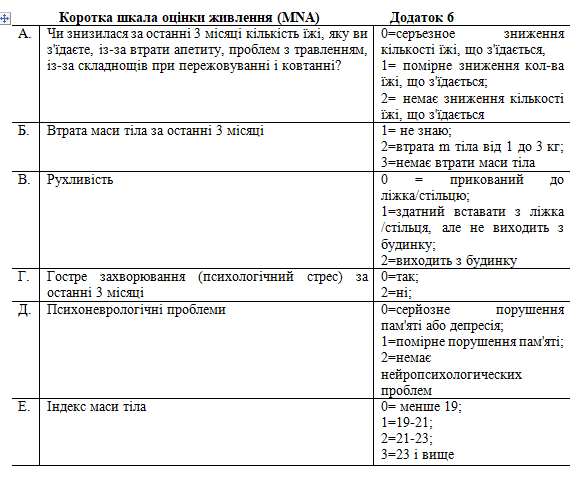 Коротка шкала оцінки живлення (MNA) Додаток 6
А. Чи знизилася за останні 3 місяці кількість їжі, яку ви 0=серъезное зниження
з'їдаєте, із-за втрати апетиту, проблем з травленням, кількості їжі, що з'їдається,
із-за складнощів при пережовуванні і ковтанні? 1= помірне зниження кол-ва
їжі, що з'їдається;
2= немає зниження кількості
їжі, що з'їдається
Б. Втрата маси тіла за останні 3 місяці 1= не знаю;
2=втрата m тіла від 1 до 3 кг;
3=немає втрати маси тіла
В. Рухливість 0 = прикований до
ліжка/стільцю;
1=здатний вставати з ліжка
/стільця, але не виходить з
будинку;
2=виходить з будинку
Г. Гостре захворювання (психологічний стрес) за 0=так;
останні 3 місяці 2=ні;
Д. Психоневрологічні проблеми 0=серйозне порушення
пам'яті або депресія;
1=помірне порушення пам'яті;
2=немає
нейропсихологических
проблем
Е. Індекс маси тіла 0= менше 19;
1=19-21;
2=21-23;
3=23 і вище